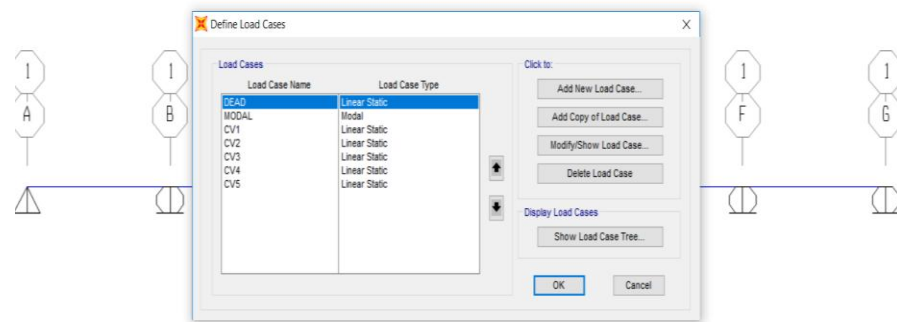 Define Load Cases X
Load Cases
Load Case Name Load Case Type
DEAD Linear Static
MODAL Modal
CV1 Linear Static
CV2 Linear Static
CV3 Linear Static
CV4 Linear Static
CV5 Linear Static
Click to:
Add New Load Case...
Add Copy of Load Case...
Modify/Show Load Case...
Delete Load Case
Display Load Cases
Show Load Case Tree...
OK Cancel
1 1 1 1
A B F G